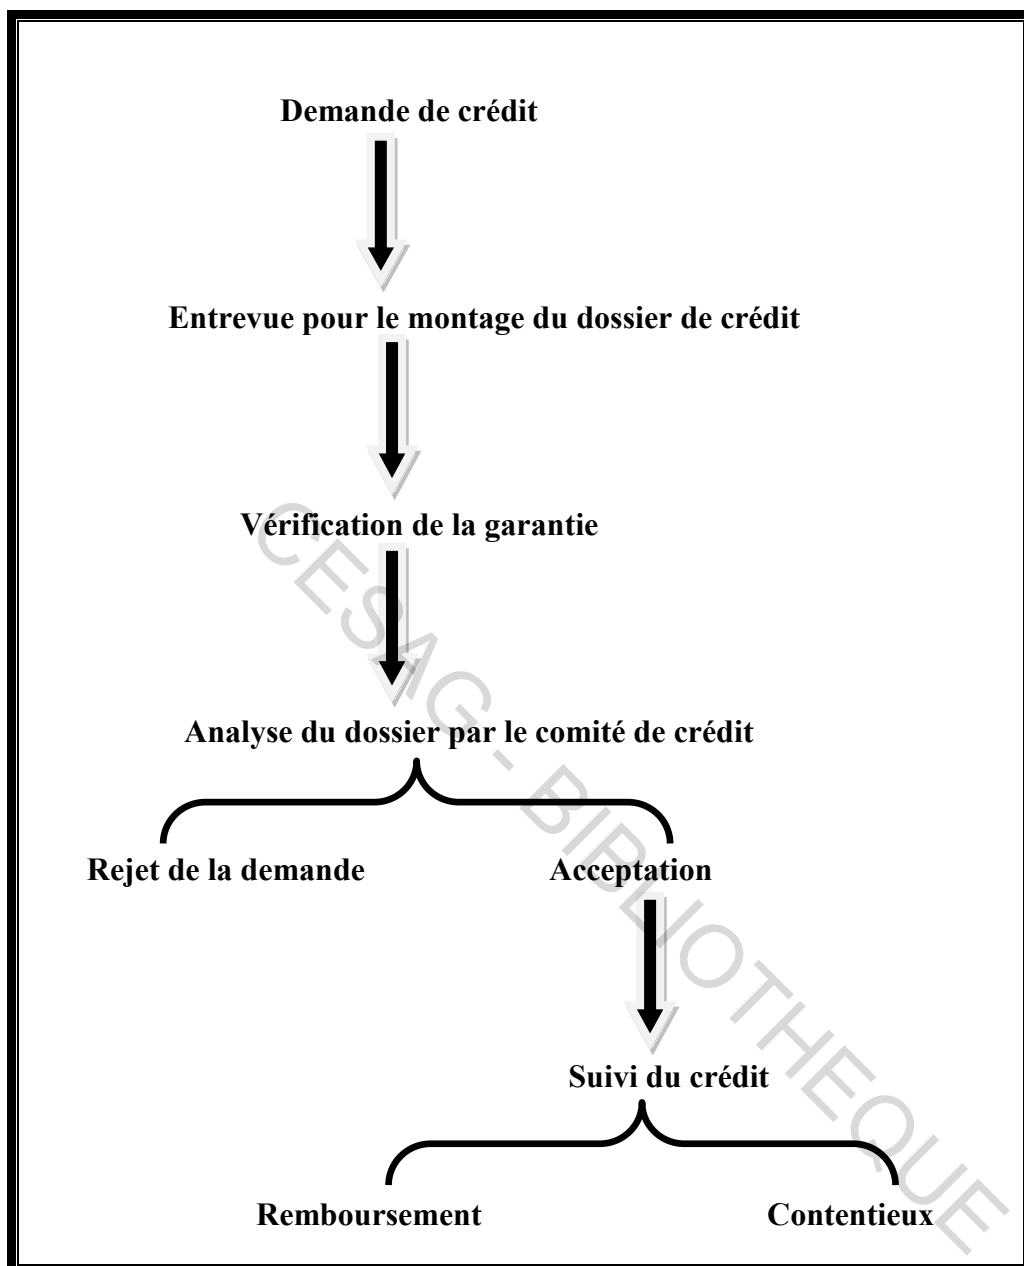 Demande de crédit
Entrevue pour le montage du dossier de crédit
Vérification de la garantie
Analyse du dossier par le comité de crédit
Rejet de la demande Acceptation
Suivi du crédit
Remboursement Contentieux
CESAG - BIBLIOTHEQUE